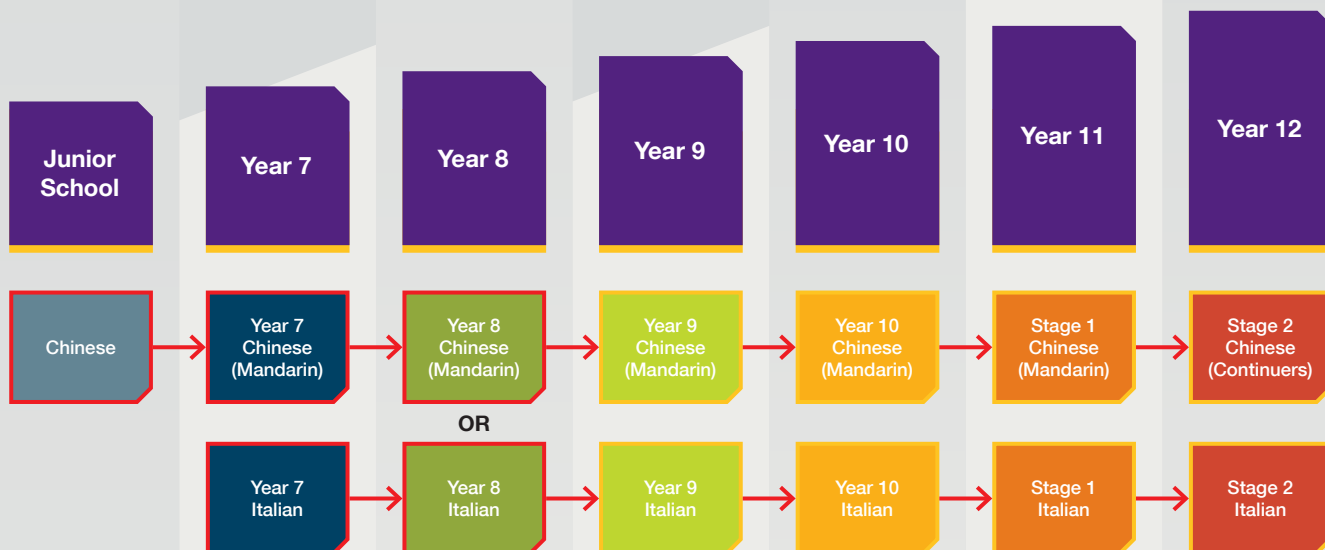 Junior
School
Year 7
Year 8
Year 9
Year 10
Year 11
Year 12
Chinese
Year 7
Chinese
(Mandarin)
Year 8
Chinese
(Mandarin)
Year 9
Chinese
(Mandarin)
Year 10
Chinese
(Mandarin)
Stage 1
Chinese
(Mandarin)
Stage 2
Chinese
(Continuers)
OR
Year 7
Italian
Year 8
Italian
Year 9
Italian
Year 10
Italian
Stage 1
Italian
Stage 2
Italian